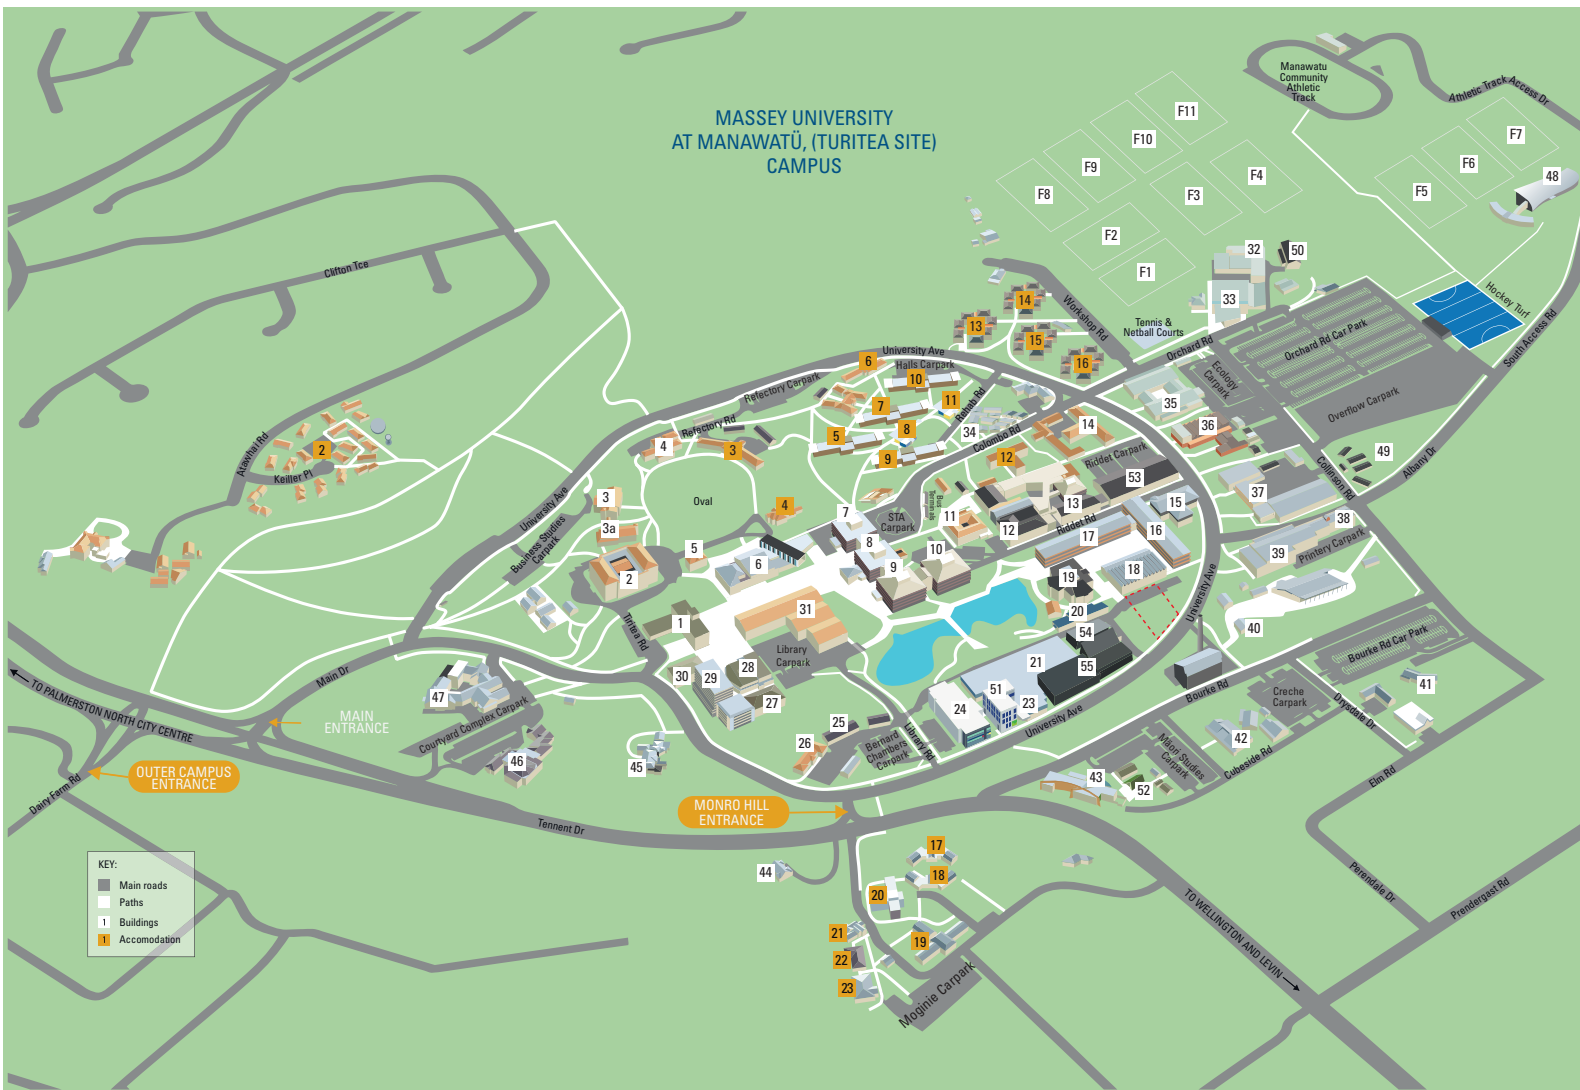 MASSEY UNIVERSITY
AT MANAWATŪ, (TURITEA SITE)
CAMPUS
Manawatu
Community
Athletic
Track
Athletic Track Access Dr
F11
F10
F9
F8
F7
F6
F5
F4
F3
F2
F1
48
32
50
33
Hockey Turf
South Access Rd
Clifton Tce
Workshop Rd
Tennis &
Netball Courts
Orchard Rd
Orchard Rd Car Park
Ecology
Carpark
Overflow Carpark
14
13
15
16
University Ave
6
Halls Carpark
10
Refectory Carpark
7
11
Rehab Rd
8
5
9
34
Colombo Rd
35
36
14
12
Riddet Carpark
53
Collinson Rd
49
Albany Dr
Atawhai Rd
2
Keiller Pl
Refectory Rd
4
3
University Ave
3
3a
Business Studies
Carpark
Oval
4
7
STA
Carpark
Bus
Terminals
11
12
13
15
16
17
Riddet Rd
37
38
39
Printery Carpark
5
6
8
9
10
18
19
20
2
1
31
Tiritea Rd
Library
Carpark
30
29
28
27
54
21
55
51
23
24
University Ave
University Ave
40
Bourke Rd Car Park
Bourke Rd
Creche
Carpark
41
Drysdale Dr
42
Maori Studies
Carpark
Cubeside Rd
43
52
Elm Rd
TO PALMERSTON NORTH CITY CENTRE
Main Dr
MAIN
ENTRANCE
47
Courtyard Complex Carpark
46
45
25
26
Bernard
Chambers
Carpark
Library Rd
OUTER CAMPUS
ENTRANCE
Dairy Farm Rd
MONRO HILL
ENTRANCE
Tennent Dr
44
17
18
20
21
19
22
23
Moginie Carpark
TO WELLINGTON AND LEVIN
Perendale Dr
Prendergast Rd
KEY:
Main roads
Paths
1 Buildings
1 Accomodation